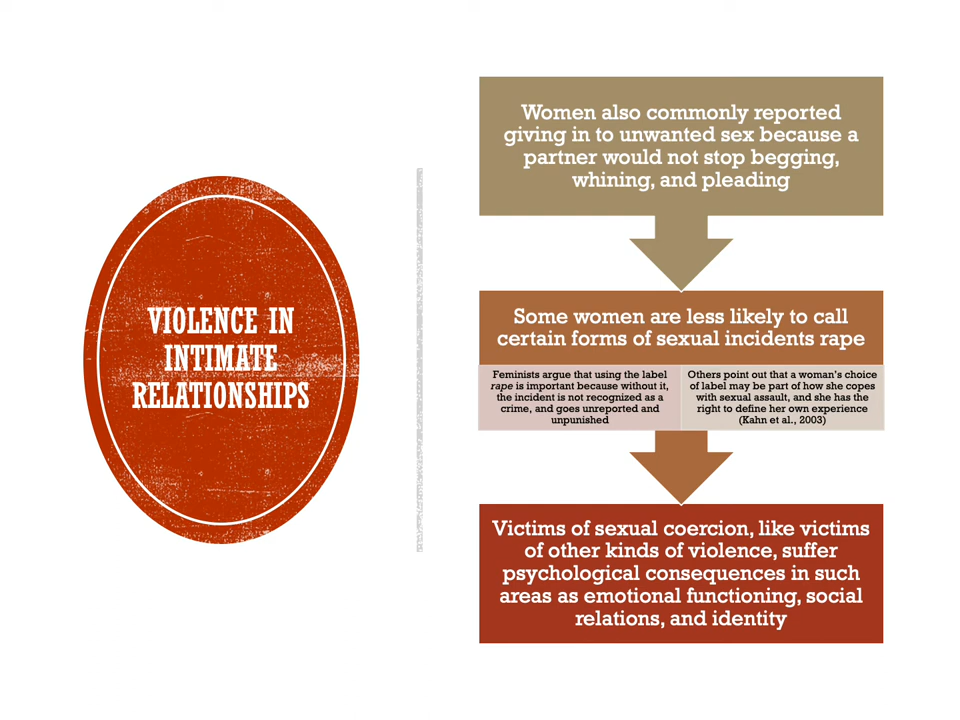 VIOLENCE IN
INTIMATE
RELATIONSHIPS
Women also commonly reported
giving in to unwanted sex because a
partner would not stop begging,
whining, and pleading
Some women are less likely to call
certain forms of sexual incidents rape
Feminists argue that using the label
rape is important because without it,
the incident is not recognized as a
crime, and goes unreported and
unpunished
Others point out that a woman's choice
of label may be part of how she copes
with sexual assault, and she has the
right to define her own experience
(Kahn et al., 2003)
Victims of sexual coercion, like victims
of other kinds of violence, suffer
psychological consequences in such
areas as emotional functioning, social
relations, and identity